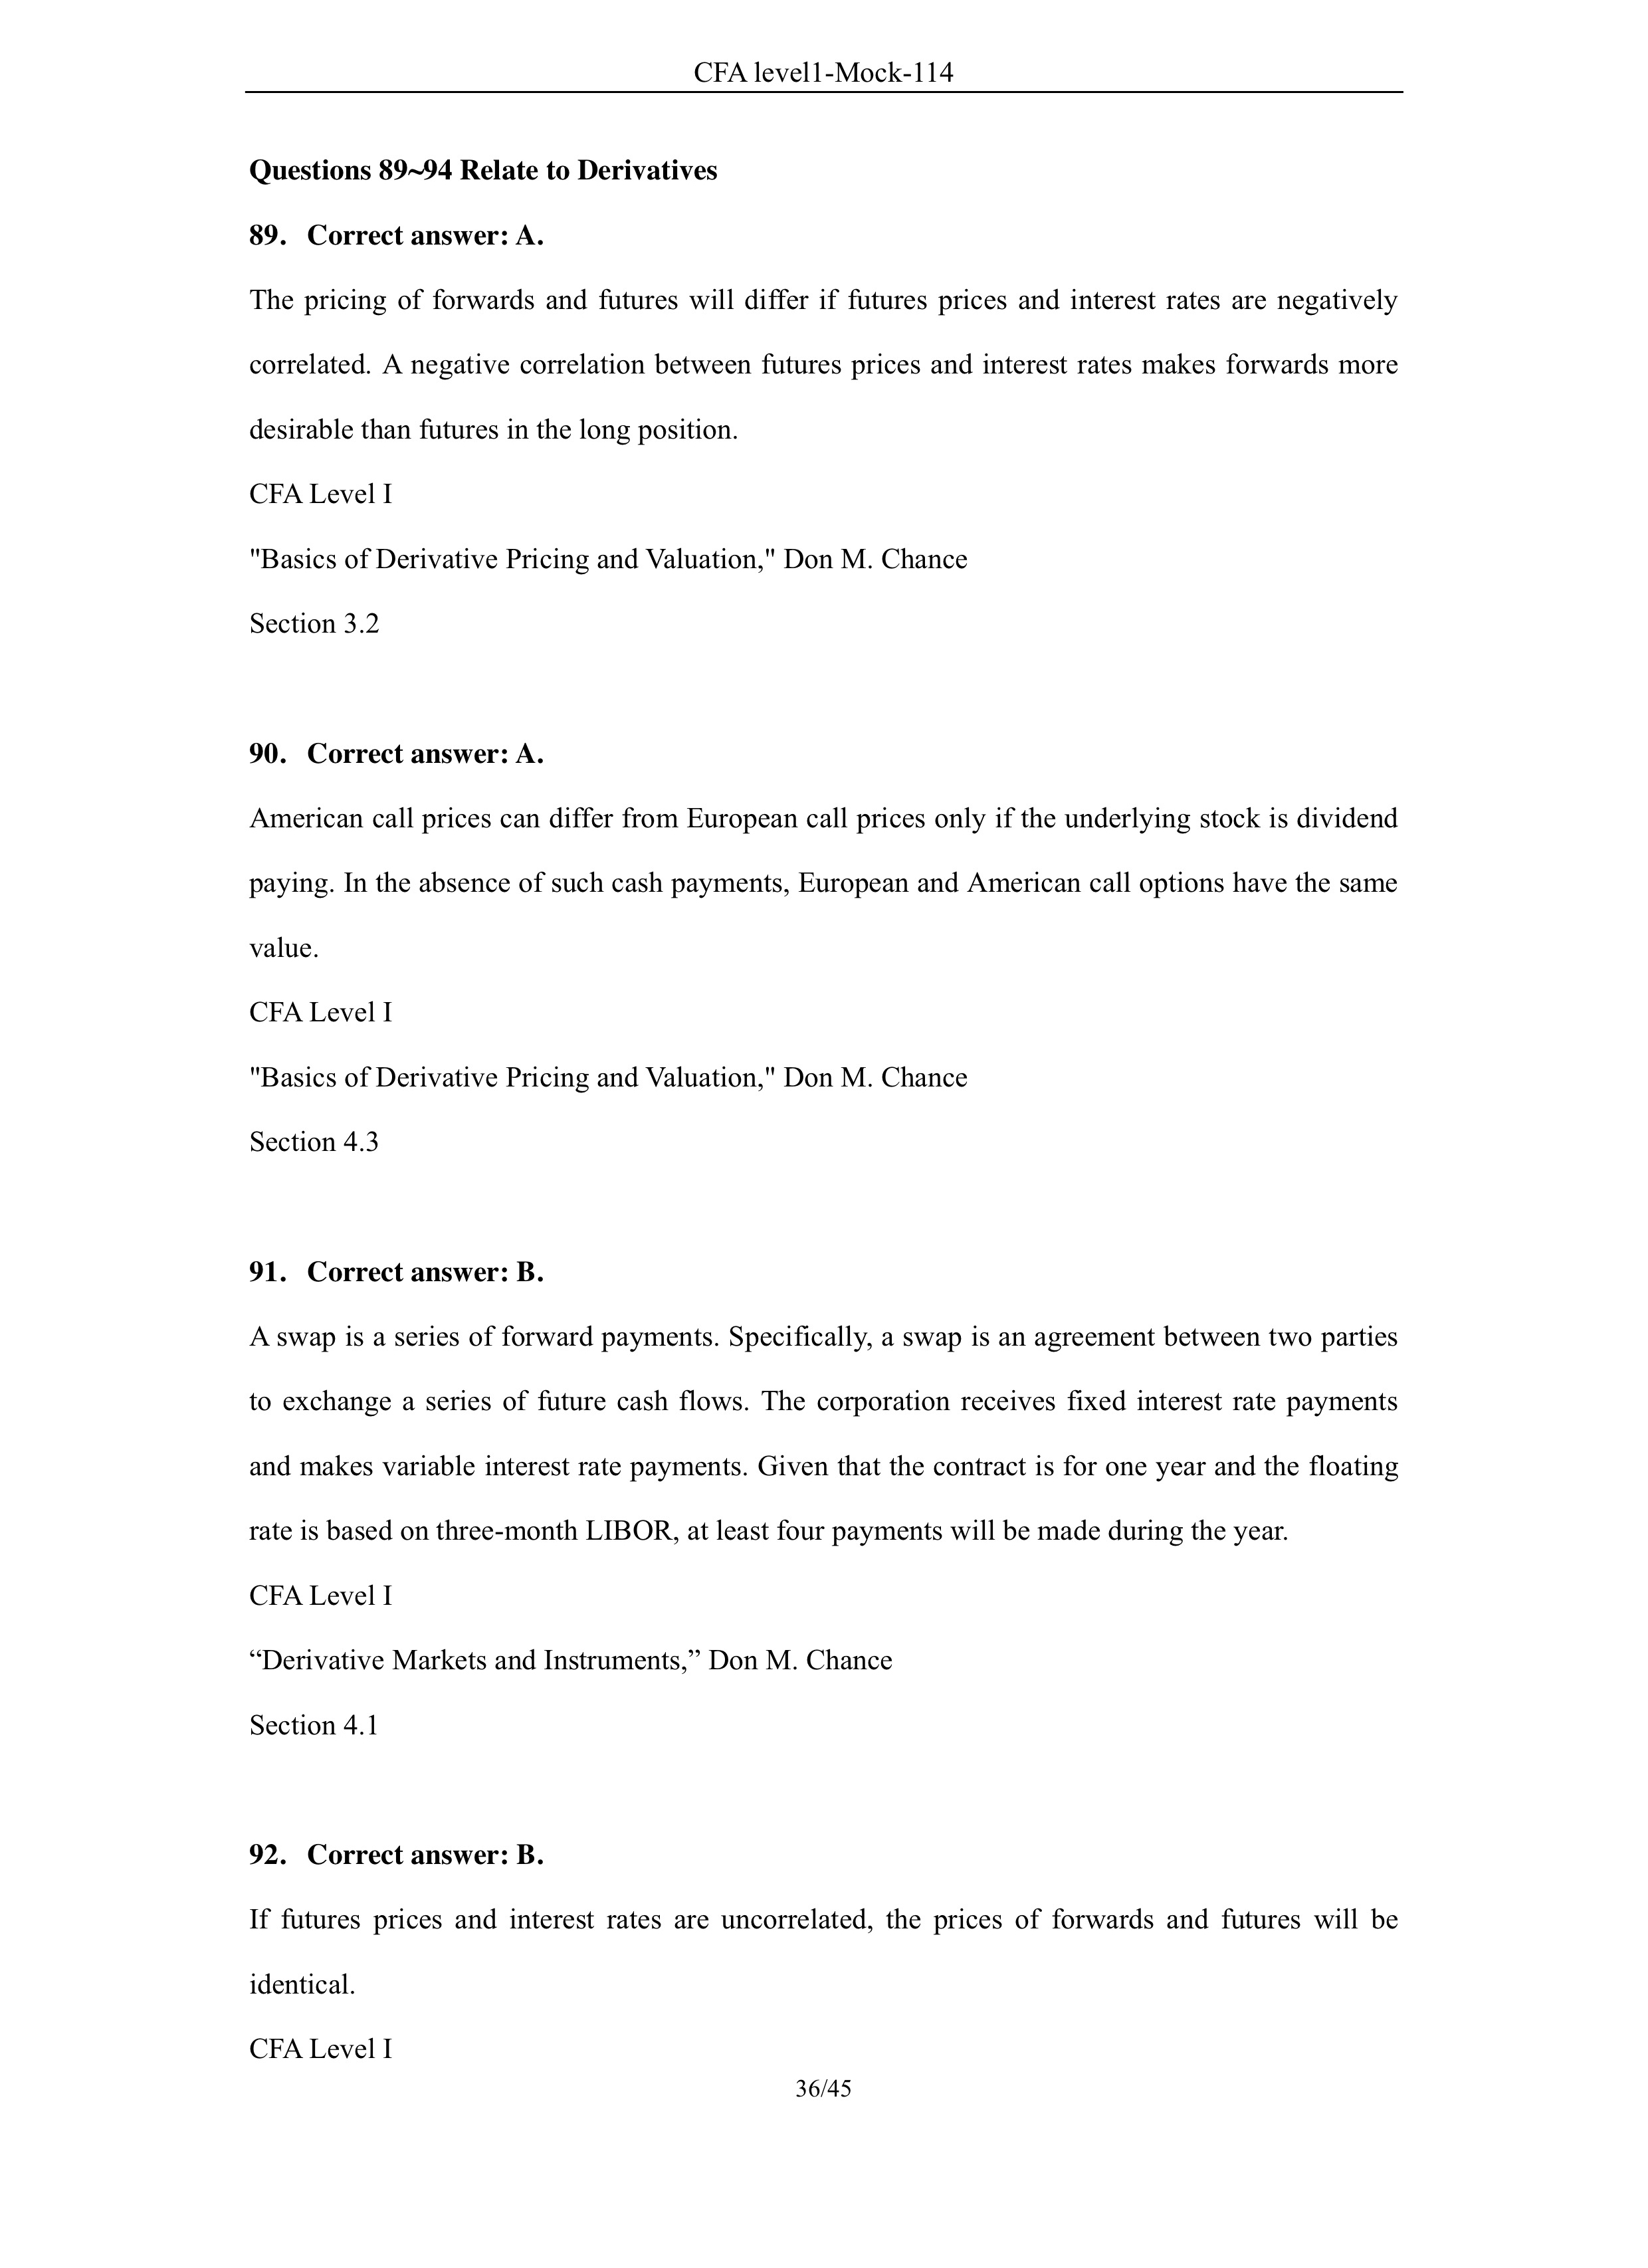 CFA level1-Mock-114
Questions 89~94 Relate to Derivatives
89. Correct answer: A.
The pricing of forwards and futures will differ if futures prices and interest rates are negatively
correlated. A negative correlation between futures prices and interest rates makes forwards more
desirable than futures in the long position.
CFA Level I
"Basics of Derivative Pricing and Valuation," Don M. Chance
Section 3.2
90. Correct answer: A.
American call prices can differ from European call prices only if the underlying stock is dividend
paying. In the absence of such cash payments, European and American call options have the same
value.
CFA Level I
"Basics of Derivative Pricing and Valuation," Don M. Chance
Section 4.3
91. Correct answer: B.
A swap is a series of forward payments. Specifically, a swap is an agreement between two parties
to exchange a series of future cash flows. The corporation receives fixed interest rate payments
and makes variable interest rate payments. Given that the contract is for one year and the floating
rate is based on three-month LIBOR, at least four payments will be made during the year.
CFA Level I
“Derivative Markets and Instruments,” Don M. Chance
Section 4.1
92. Correct answer: B.
If futures prices and interest rates are uncorrelated, the prices of forwards and futures will be
identical.
CFA Level I
36/45